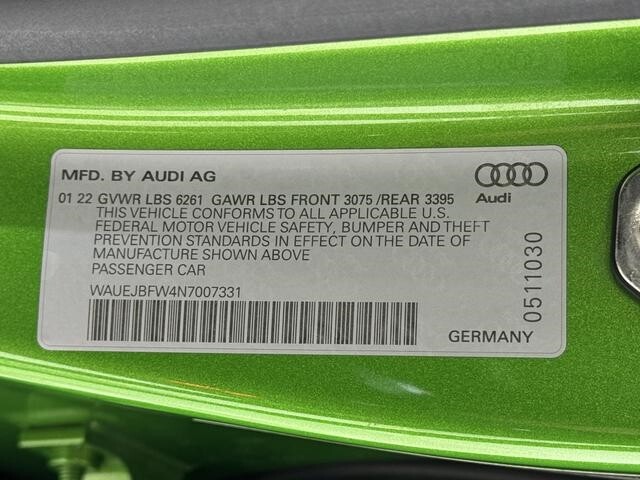 MFD. BY AUDI AG
Audi
01 22 GVWR LBS 6261 GAWR LBS FRONT 3075 /REAR 3395
THIS VEHICLE CONFORMS TO ALL APPLICABLE U.S.
FEDERAL MOTOR VEHICLE SAFETY, BUMPER AND THEFT
PREVENTION STANDARDS IN EFFECT ON THE DATE OF
MANUFACTURE SHOWN ABOVE
PASSENGER CAR
WAUEJBFW4N7007331
GERMANY
0511030